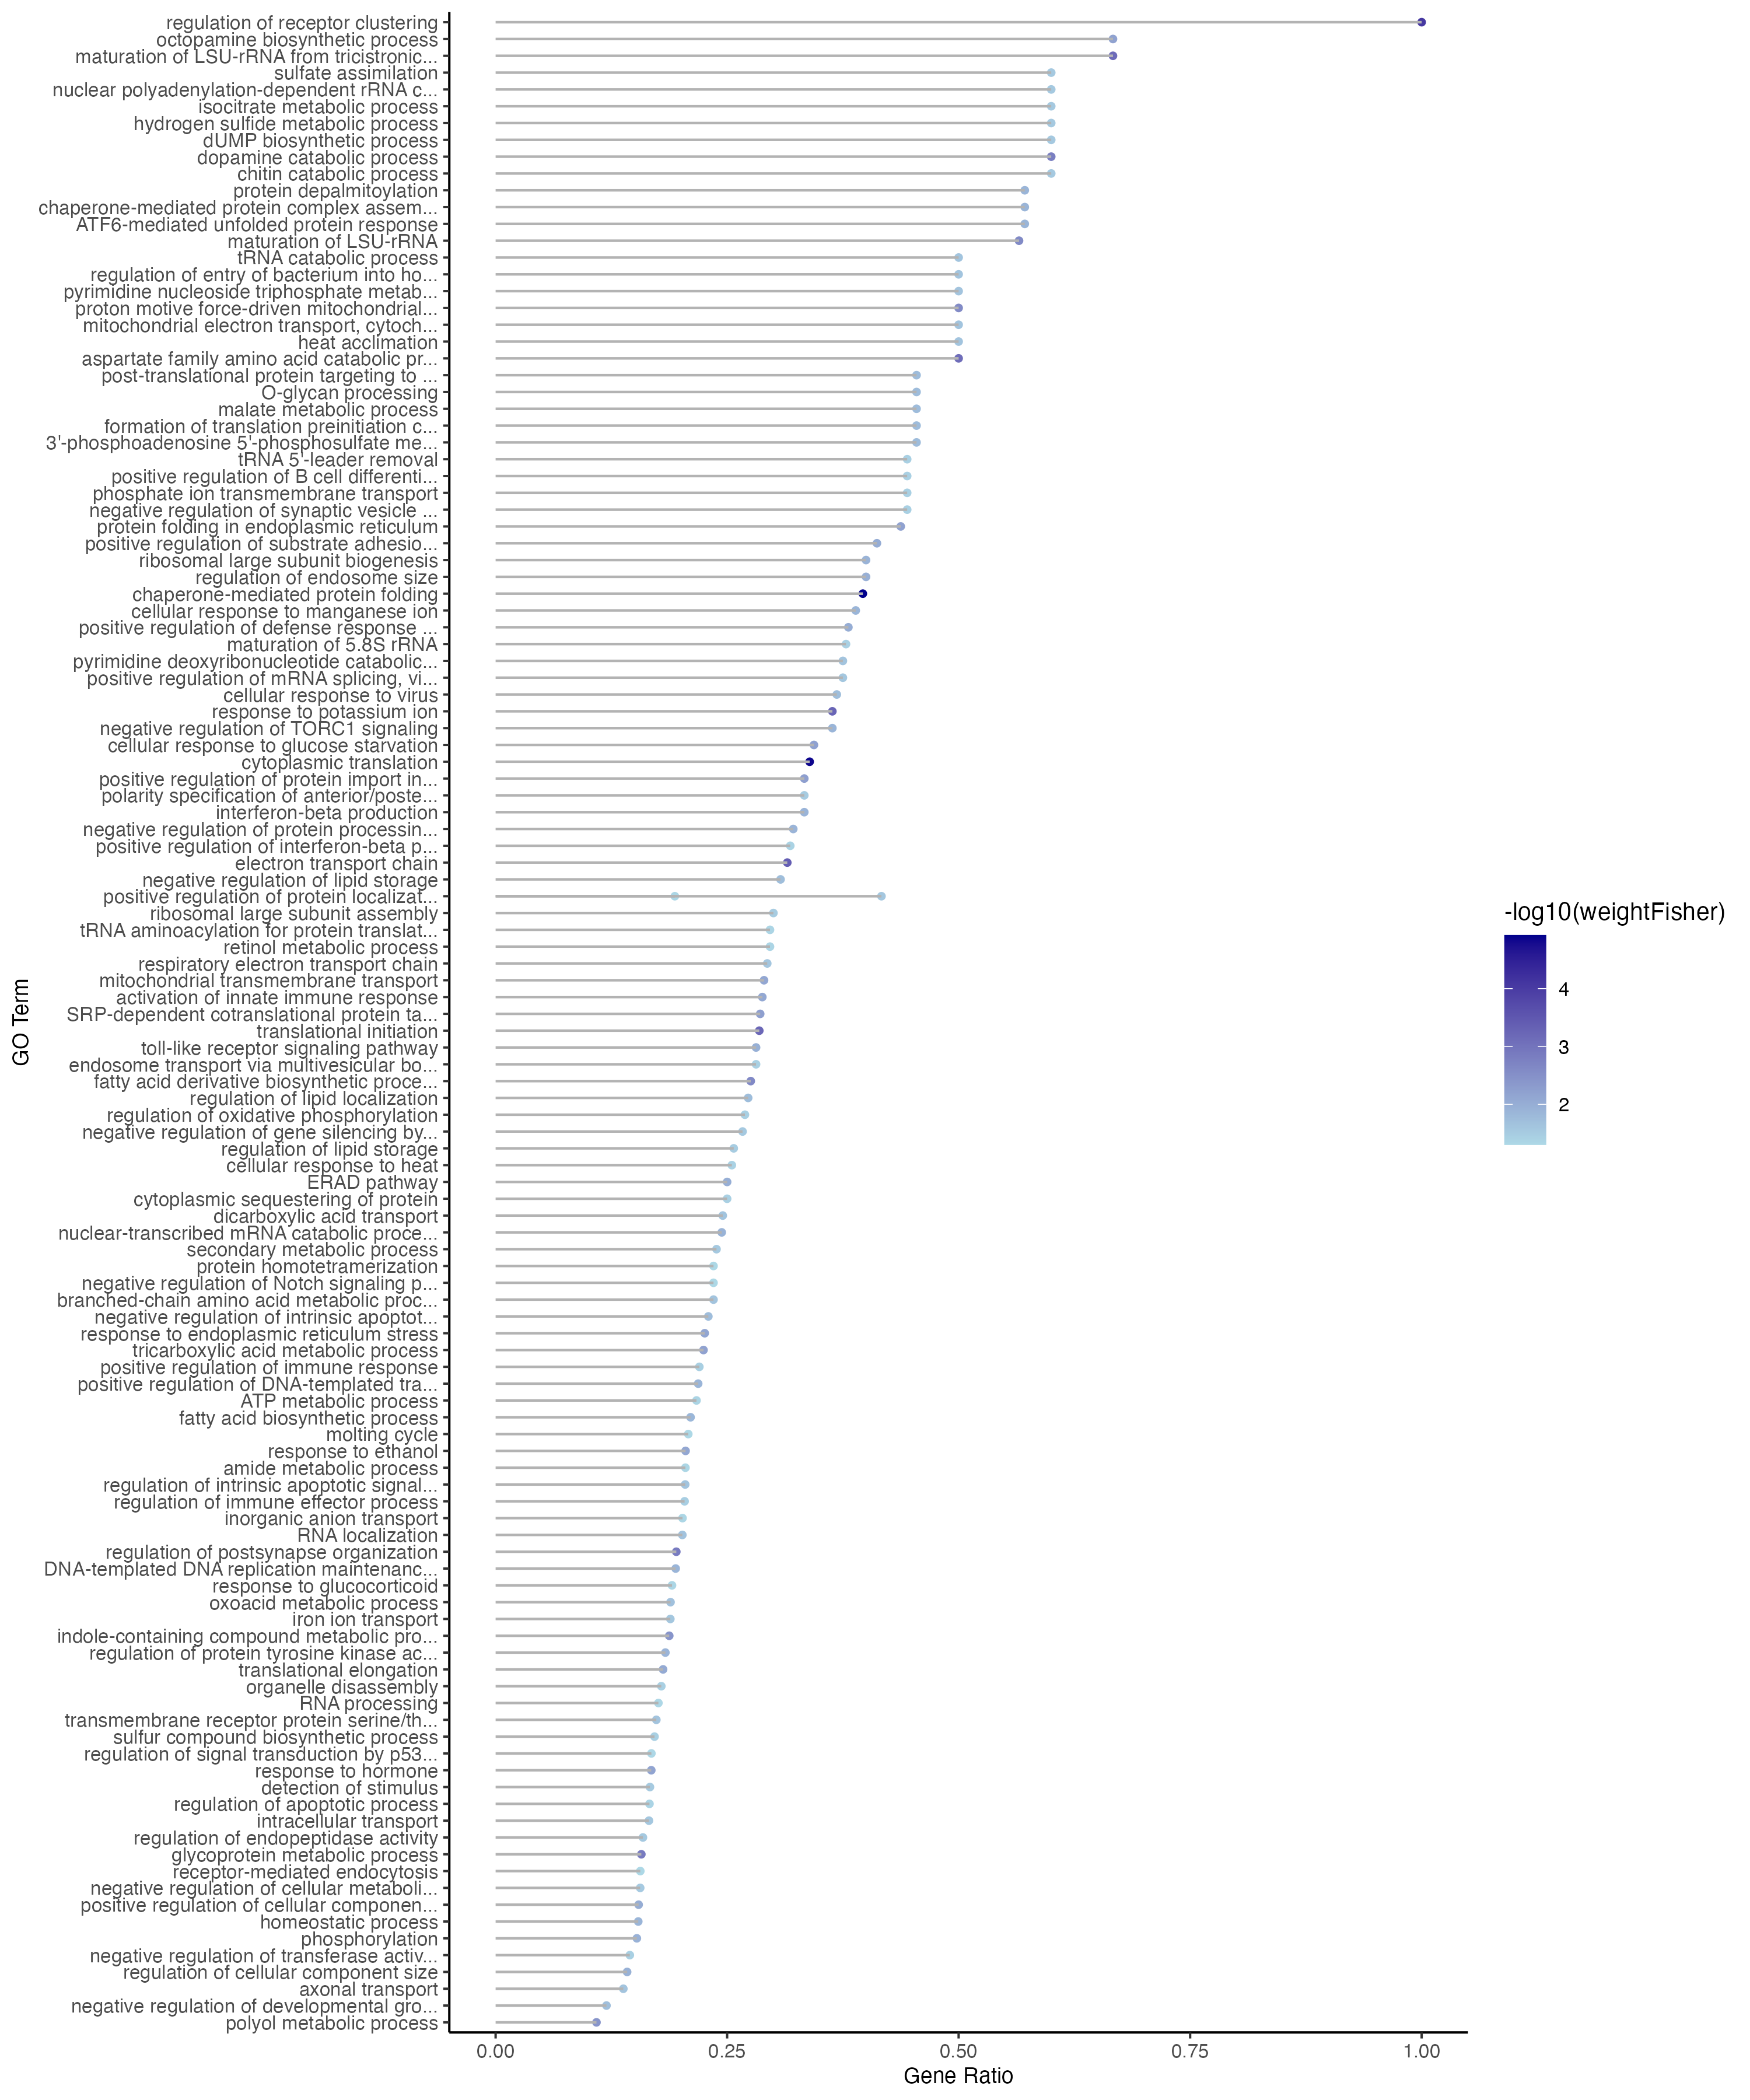 regulation of receptor clustering
octopamine biosynthetic process
maturation of LSU-rRNA from tricistronic...
sulfate assimilation
nuclear polyadenylation-dependent rRNA c...
isocitrate metabolic process
hydrogen sulfide metabolic process
dUMP biosynthetic process
dopamine catabolic process
chitin catabolic process
protein depalmitoylation
chaperone-mediated protein complex assem...
ATF6-mediated unfolded protein response
maturation of LSU-rRNA
tRNA catabolic process
regulation of entry of bacterium into ho...
pyrimidine nucleoside triphosphate metab...
proton motive force-driven mitochondrial...
mitochondrial electron transport, cytoch...
heat acclimation
aspartate family amino acid catabolic pr...
post-translational protein targeting to ...
O-glycan processing
malate metabolic process
formation of translation preinitiation c...
3'-phosphoadenosine 5'-phosphosulfate me...
tRNA 5'-leader removal
positive regulation of B cell differenti...
phosphate ion transmembrane transport
negative regulation of synaptic vesicle ...
protein folding in endoplasmic reticulum
positive regulation of substrate adhesio...
ribosomal large subunit biogenesis
regulation of endosome size
chaperone-mediated protein folding
cellular response to manganese ion
positive regulation of defense response ...
maturation of 5.8S rRNA
pyrimidine deoxyribonucleotide catabolic...
positive regulation of mRNA splicing, vi...
cellular response to virus
response to potassium ion
negative regulation of TORC1 signaling
cellular response to glucose starvation
cytoplasmic translation
positive regulation of protein import in...
polarity specification of anterior/poste...
interferon-beta production
negative regulation of protein processin...
positive regulation of interferon-beta p...
electron transport chain
negative regulation of lipid storage
positive regulation of protein localizat...
ribosomal large subunit assembly
tRNA aminoacylation for protein translat...
retinol metabolic process
respiratory electron transport chain
mitochondrial transmembrane transport
activation of innate immune response
SRP-dependent cotranslational protein ta...
translational initiation
toll-like receptor signaling pathway
endosome transport via multivesicular bo...
fatty acid derivative biosynthetic proce...
regulation of lipid localization
regulation of oxidative phosphorylation
negative regulation of gene silencing by...
regulation of lipid storage
cellular response to heat
ERAD pathway
cytoplasmic sequestering of protein
dicarboxylic acid transport
nuclear-transcribed mRNA catabolic proce...
secondary metabolic process
protein homotetramerization
negative regulation of Notch signaling p...
branched-chain amino acid metabolic proc...
negative regulation of intrinsic apoptot...
response to endoplasmic reticulum stress
tricarboxylic acid metabolic process
positive regulation of immune response
positive regulation of DNA-templated tra...
ATP metabolic process
fatty acid biosynthetic process
molting cycle
response to ethanol
amide metabolic process
regulation of intrinsic apoptotic signal...
regulation of immune effector process
inorganic anion transport
RNA localization
regulation of postsynapse organization
DNA-templated DNA replication maintenanc...
response to glucocorticoid
oxoacid metabolic process
iron ion transport
indole-containing compound metabolic pro...
regulation of protein tyrosine kinase ac...
translational elongation
organelle disassembly
RNA processing
transmembrane receptor protein serine/th...
sulfur compound biosynthetic process
regulation of signal transduction by p53...
response to hormone
detection of stimulus
regulation of apoptotic process
intracellular transport
regulation of endopeptidase activity
glycoprotein metabolic process
receptor-mediated endocytosis
negative regulation of cellular metaboli...
positive regulation of cellular componen...
homeostatic process
phosphorylation
negative regulation of transferase activ...
regulation of cellular component size
axonal transport
negative regulation of developmental gro...
polyol metabolic process
GO Term
0.00 0.25 0.50 0.75 1.00
Gene Ratio
-log10(weightFisher)
4
3
2